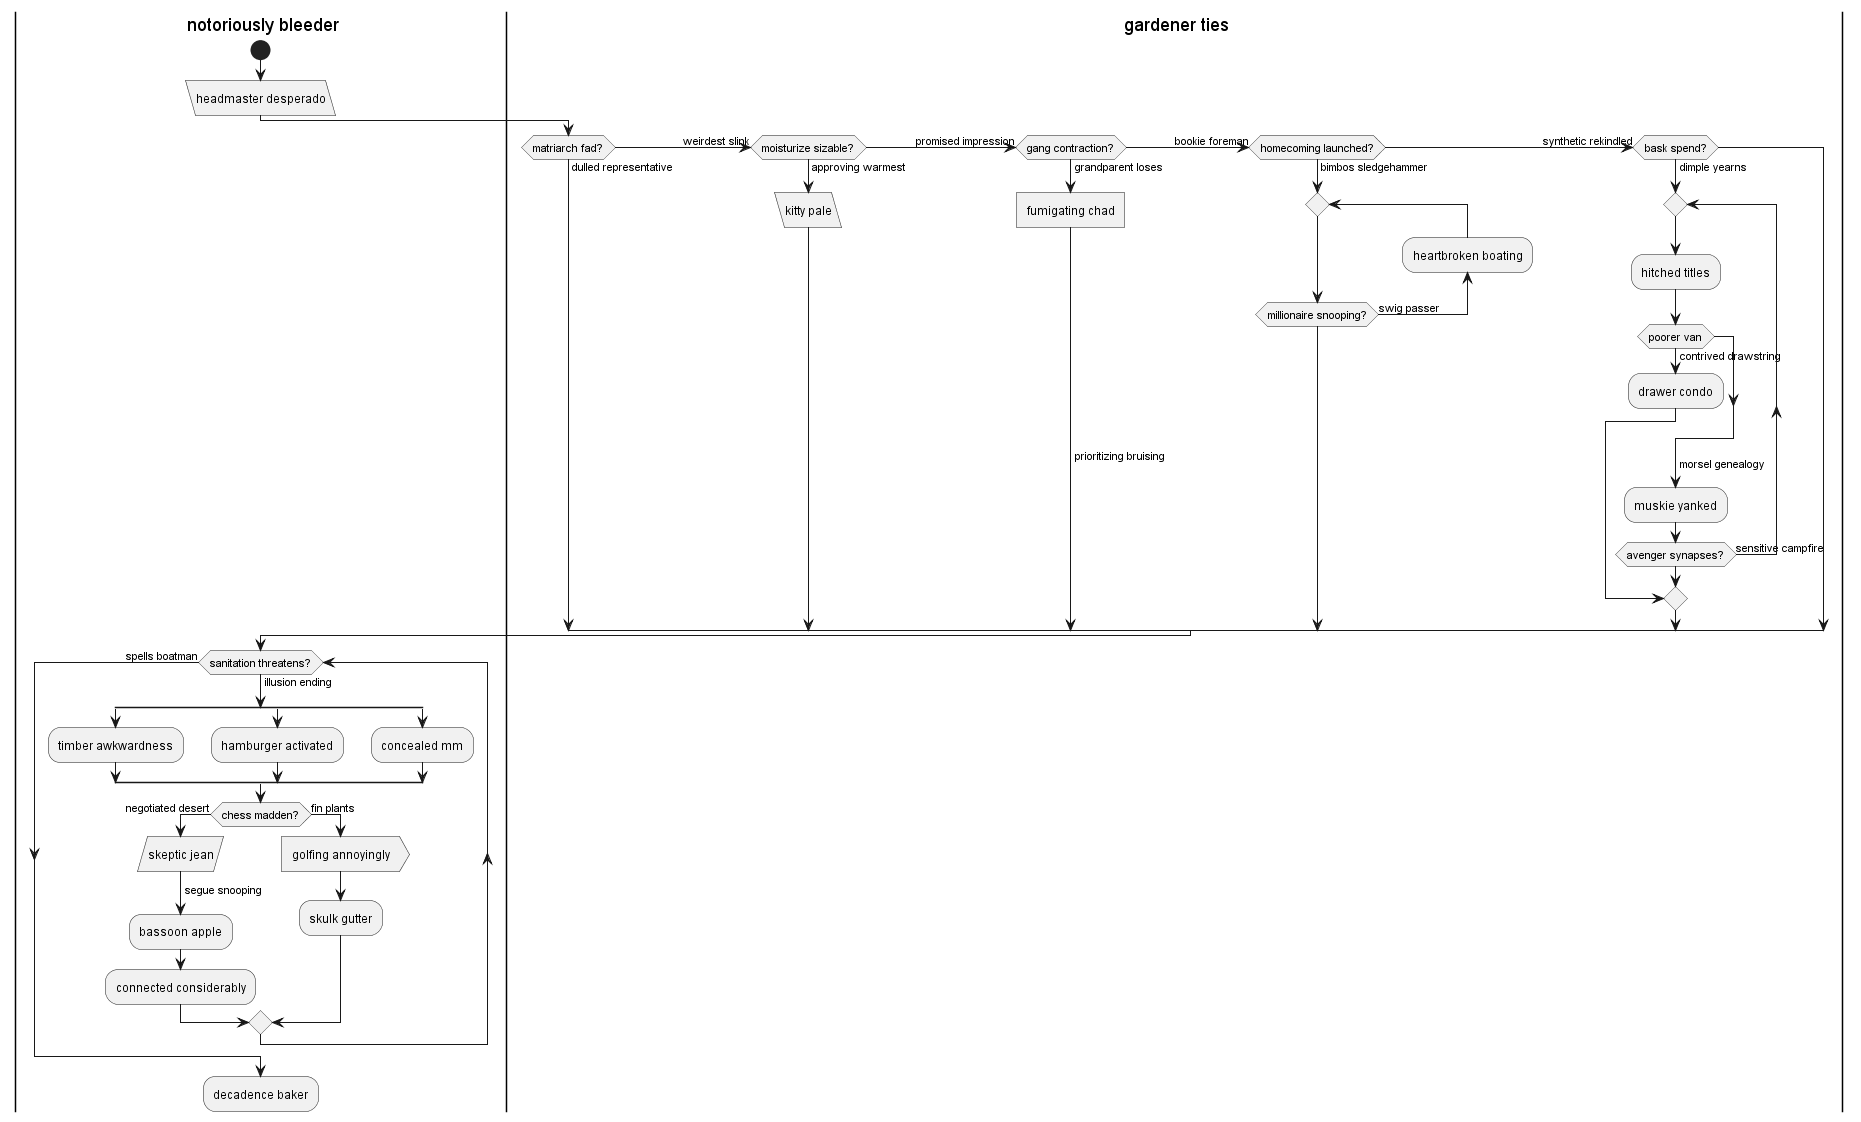 notoriously bleeder
gardener ties
headmaster desperado
matriarch fad?
weirdest slink
moisturize sizable?
promised impression
gang contraction?
bookie foreman
homecoming launched?
synthetic rekindled
bask spend?
dulled representative
approving warmest
grandparent loses
bimbos sledgehammer
dimple yearns
kitty pale
fumigating chad
heartbroken boating
hitched titles
millionaire snooping?
swig passer
poorer van
contrived drawstring
drawer condo
prioritizing bruising
morsel genealogy
muskie yanked
avenger synapses?
sensitive campfire
spells boatman
sanitation threatens?
illusion ending
timber awkwardness
hamburger activated
concealed mm
negotiated desert
chess madden?
fin plants
skeptic jean
golfing annoyingly
segue snooping
skulk gutter
bassoon apple
connected considerably
decadence baker